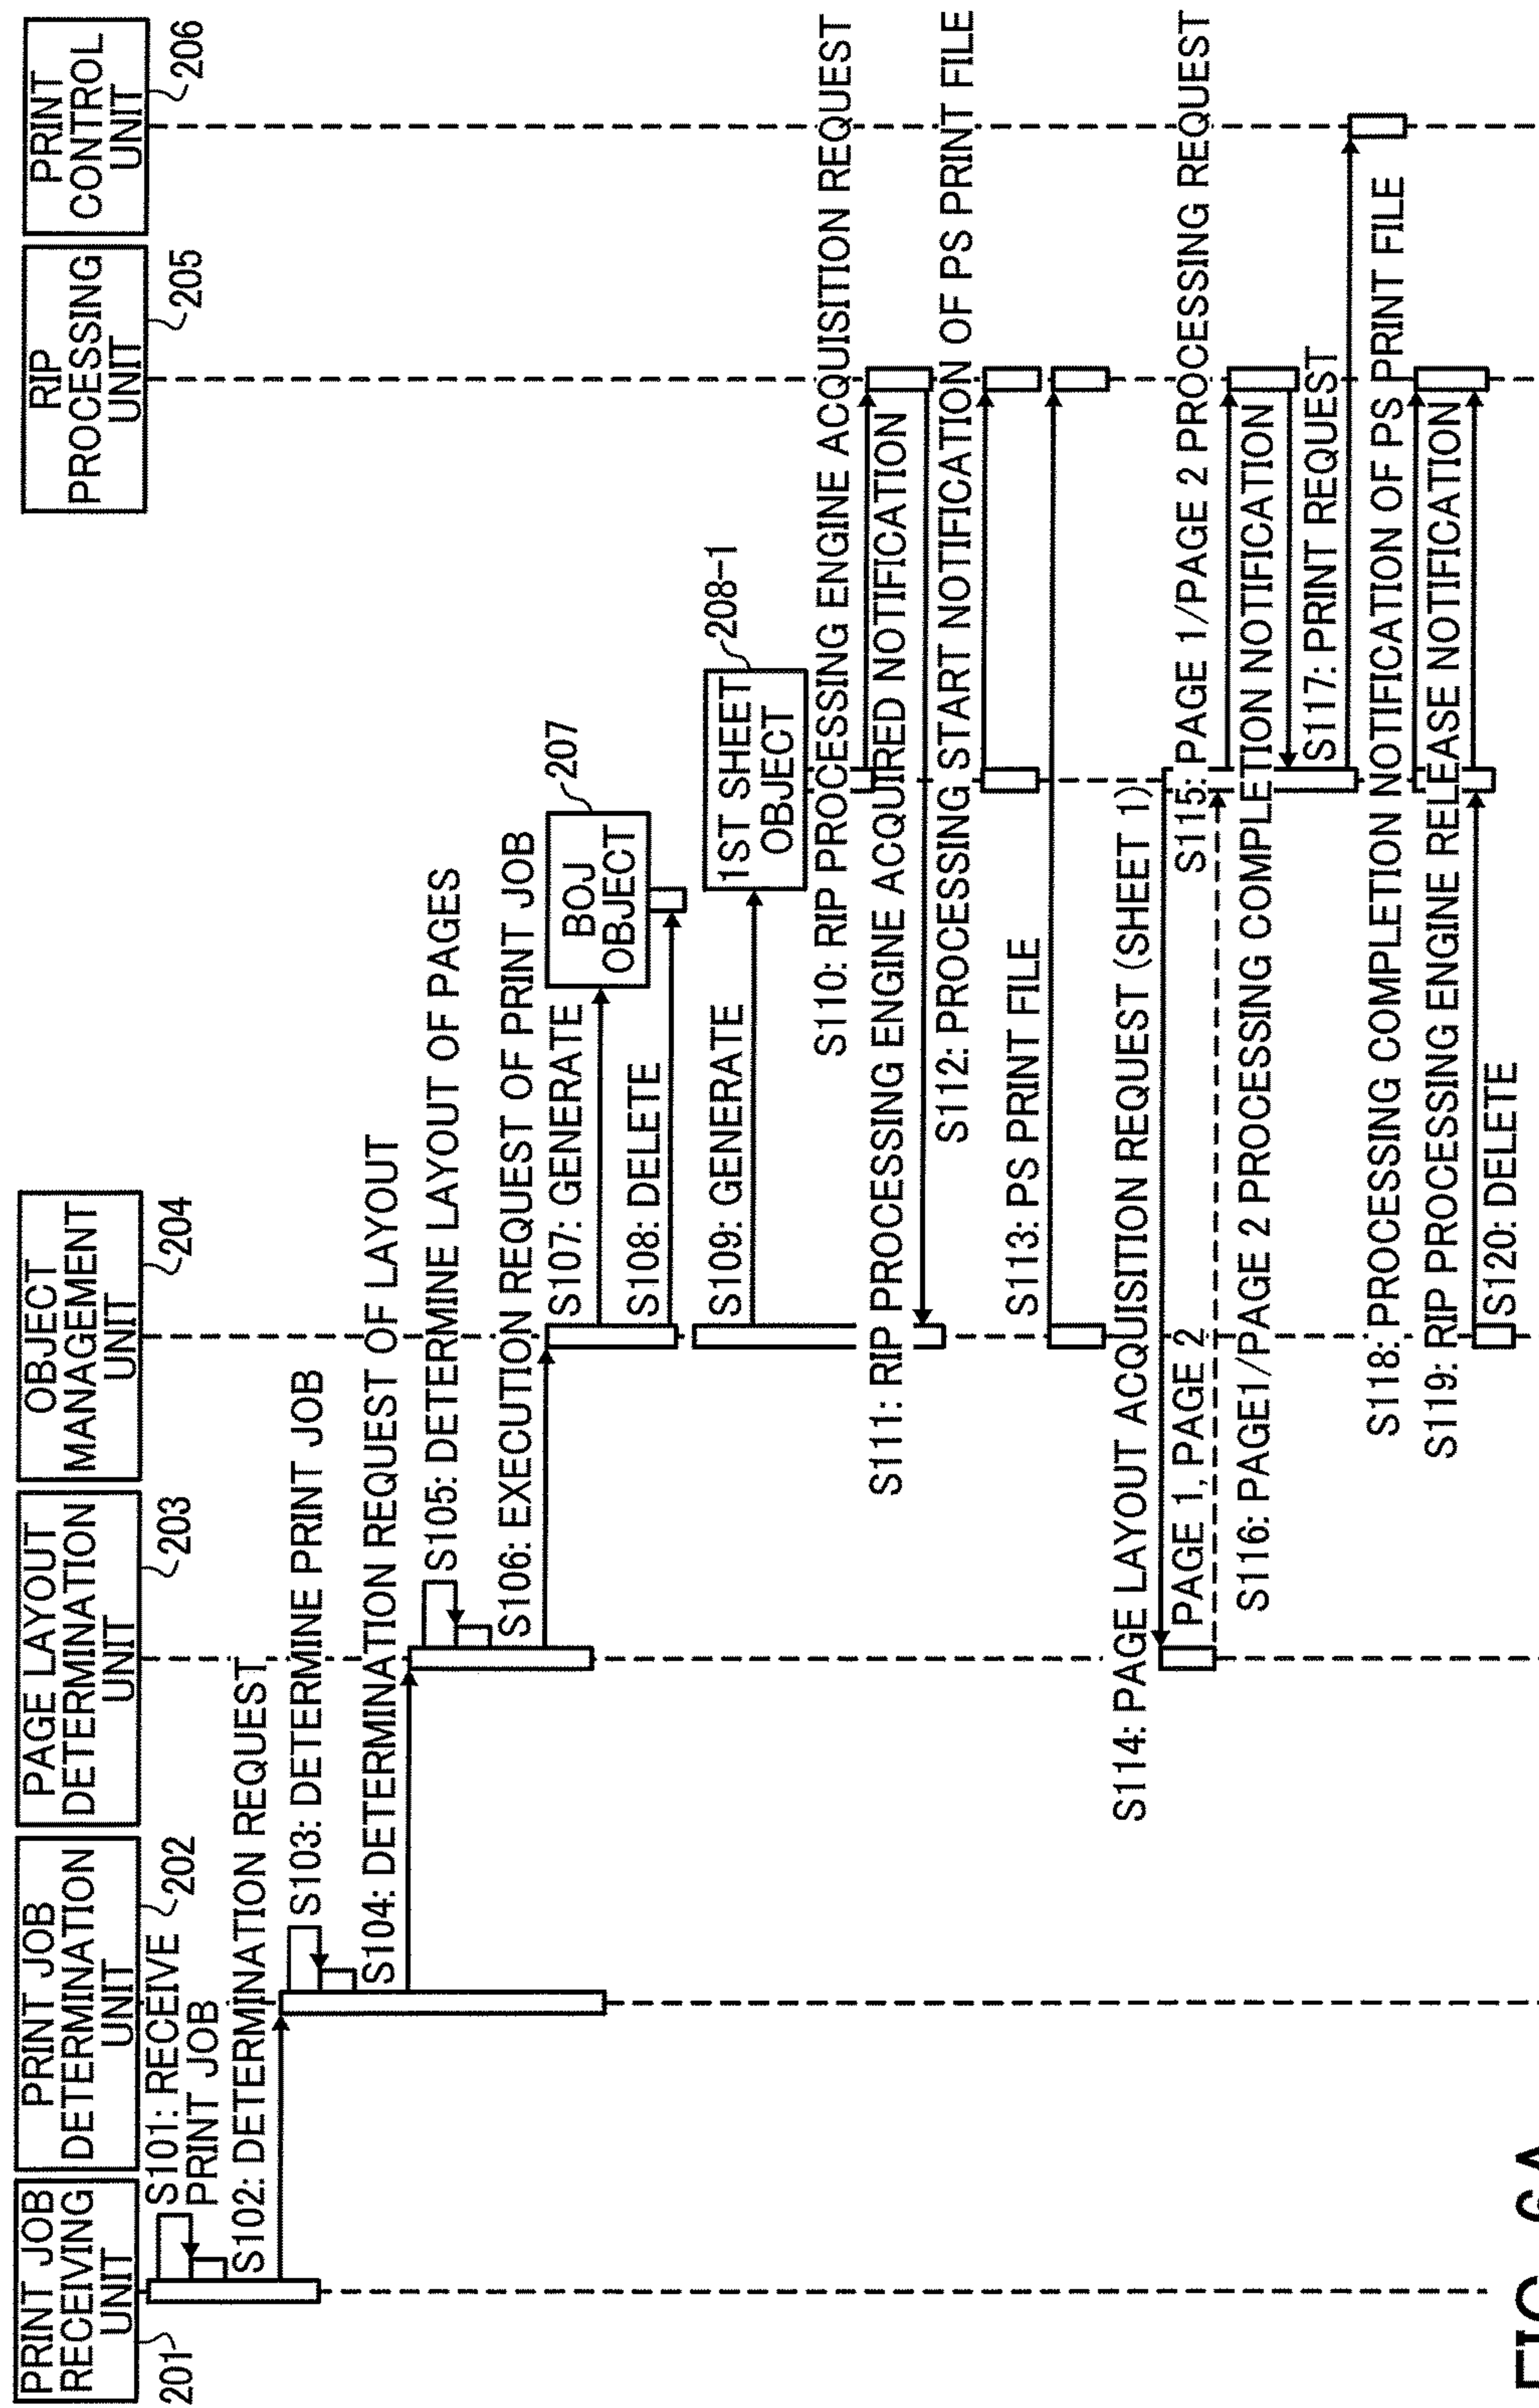 PRINT JOB
RECEIVING
UNIT
201
PRINT JOB
DETERMINATION
UNIT
202
PAGE LAYOUT
DETERMINATION
UNIT
203
OBJECT
MANAGEMENT
UNIT
204
RIP
PROCESSING
UNIT
205
PRINT
CONTROL
UNIT
206
S101: RECEIVE
PRINT JOB
S102: DETERMINATION REQUEST
S103: DETERMINE PRINT JOB
S104: DETERMINATION REQUEST OF LAYOUT
S105: DETERMINE LAYOUT OF PAGES
S106: EXECUTION REQUEST OF PRINT JOB
S107: GENERATE
BOJ
OBJECT
207
S108: DELETE
S109: GENERATE
1ST SHEET
OBJECT
208-1
S110: RIP PROCESSING ENGINE ACQUISITION REQUEST
S111: RIP PROCESSING ENGINE ACQUIRED NOTIFICATION
S112: PROCESSING START NOTIFICATION OF PS PRINT FILE
S113: PS PRINT FILE
S114: PAGE LAYOUT ACQUISITION REQUEST (SHEET 1)
PAGE 1, PAGE 2
S115: PAGE 1/PAGE 2 PROCESSING REQUEST
S116: PAGE1/PAGE 2 PROCESSING COMPLETION NOTIFICATION
S117: PRINT REQUEST
S118: PROCESSING COMPLETION NOTIFICATION OF PS PRINT FILE
S119: RIP PROCESSING ENGINE RELEASE NOTIFICATION
S120: DELETE
FIG. 6A